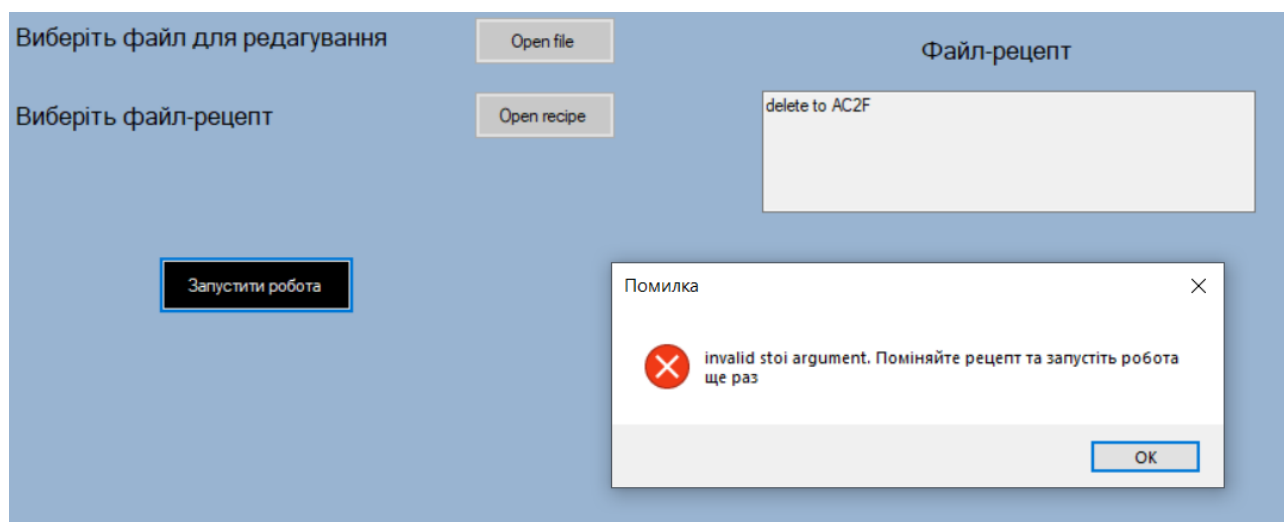 Виберіть файл для редагування
Open file
Файл-рецепт
Виберіть файл-рецепт
Open recipe
delete to AC2F
Запустити робота
Помилка
invalid stoi argument. Поміняйте рецепт та запустіть робота
ще раз
OK